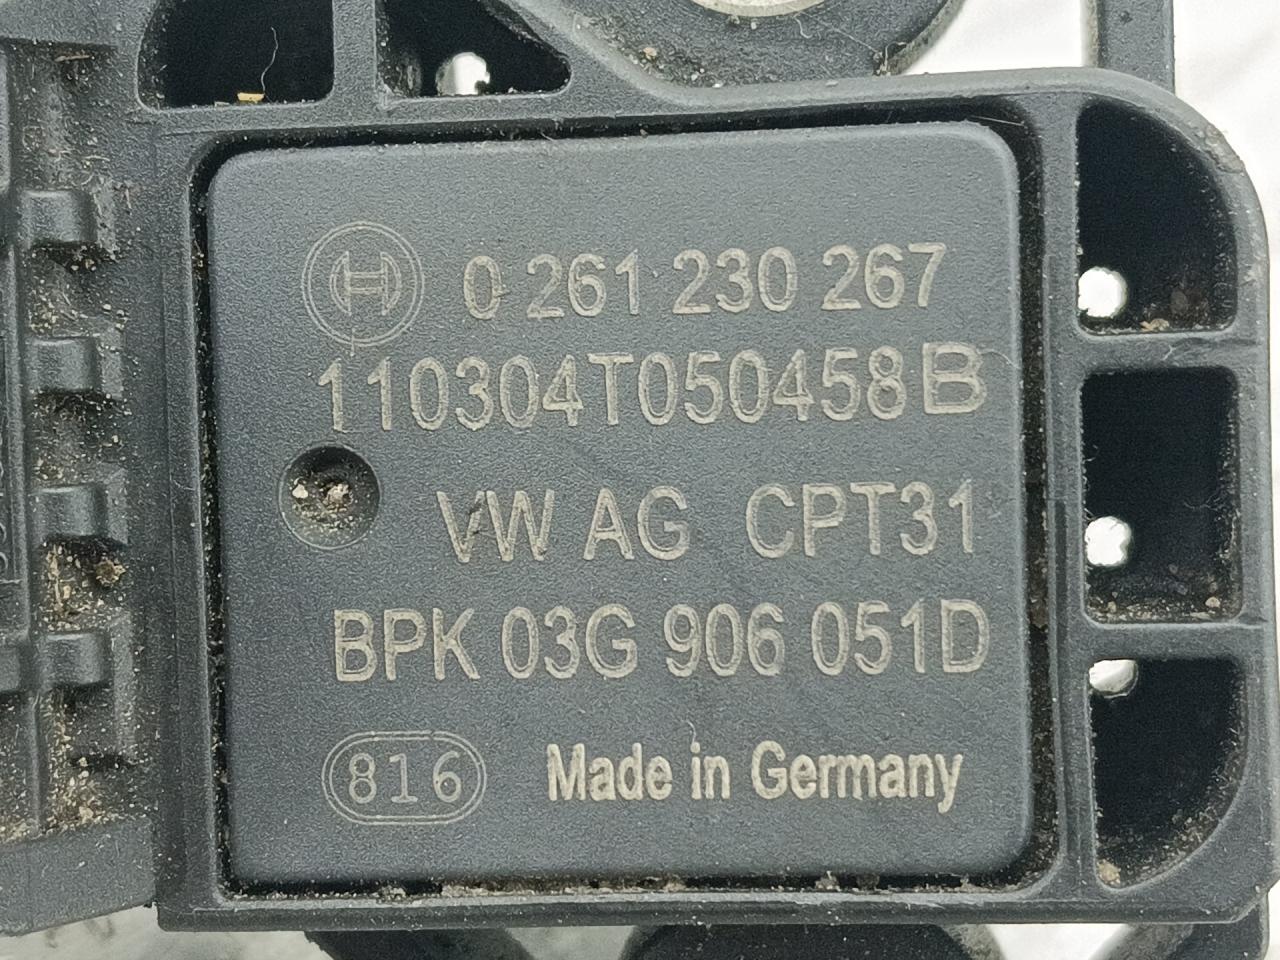 0 261 230 267
110304T050458B
VW AG CPT31
BPK 03G 906 051D
816 Made in Germany